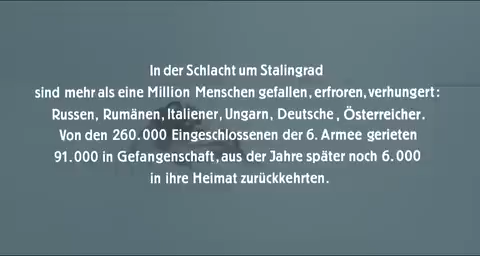 In der Schlacht um Stalingrad
sind mehr als eine Million Menschen gefallen, erfroren, verhungert:
Russen, Rumänen, Italiener, Ungarn, Deutsche, Österreicher.
Von den 260.000 Eingeschlossenen der 6. Armee gerieten
91.000 in Gefangenschaft, aus der Jahre später noch 6.000
in ihre Heimat zurückkehrten.